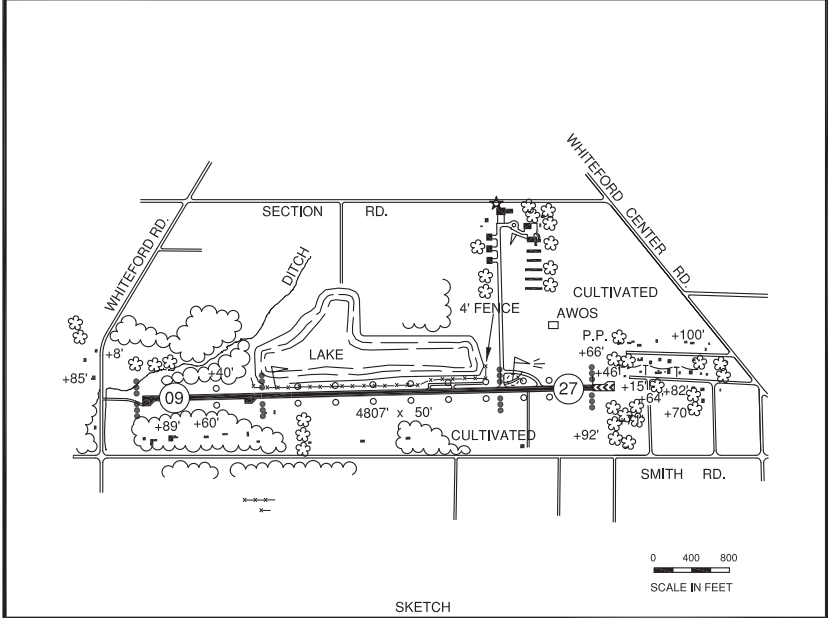 WHITEFORD CENTER RD.
SECTION RD.
WHITEFORD RD.
DITCH
CULTIVATED
4' FENCE
AWOS
P.P.
+100'
+66'
+8'
LAKE
+85'
+40'
+46'
+15'
+82'
+64'
09
27
4807' x 50'
+70'
+60'
+89'
CULTIVATED
+92'
SMITH RD.
0 400 800
SCALE IN FEET
SKETCH